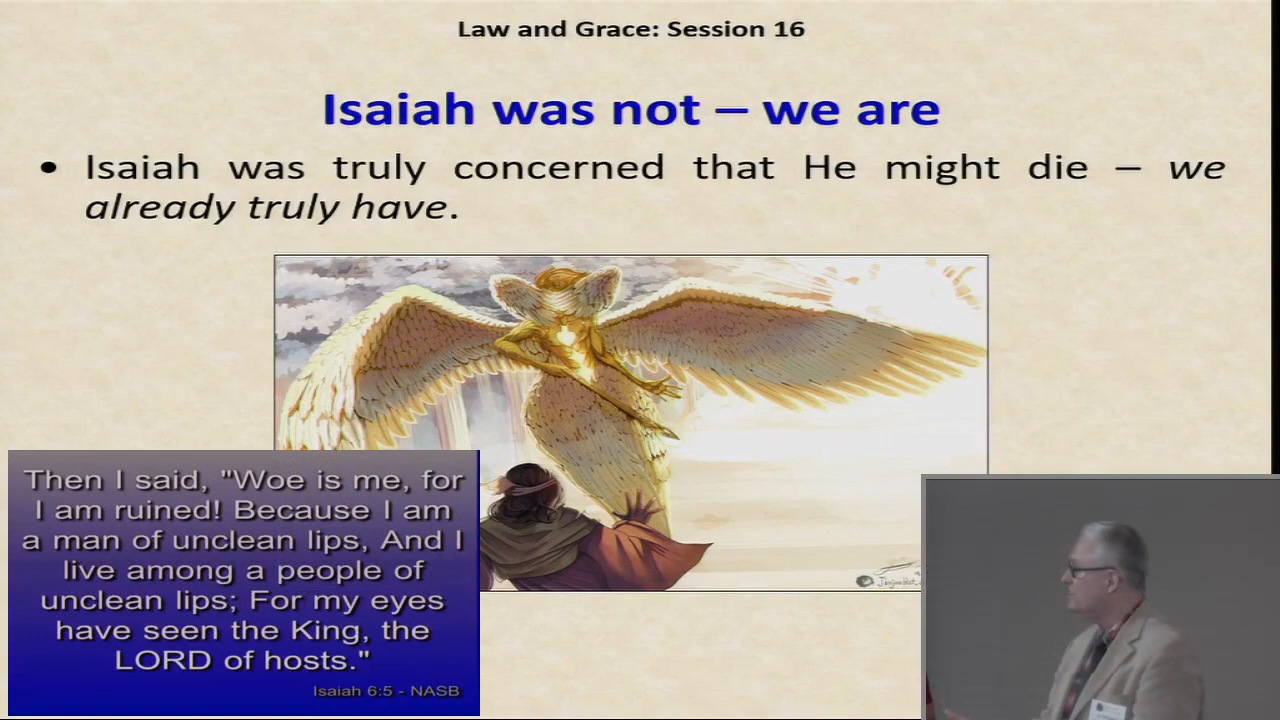 Law and Grace: Session 16
Isaiah was not – we are
• Isaiah was truly concerned that He might die – we
already truly have.
Then I said, "Woe is me, for
I am ruined! Because I am
a man of unclean lips, And I
live among a people of
unclean lips; For my eyes
have seen the King, the
LORD of hosts."
Isaiah 6:5 - NASB